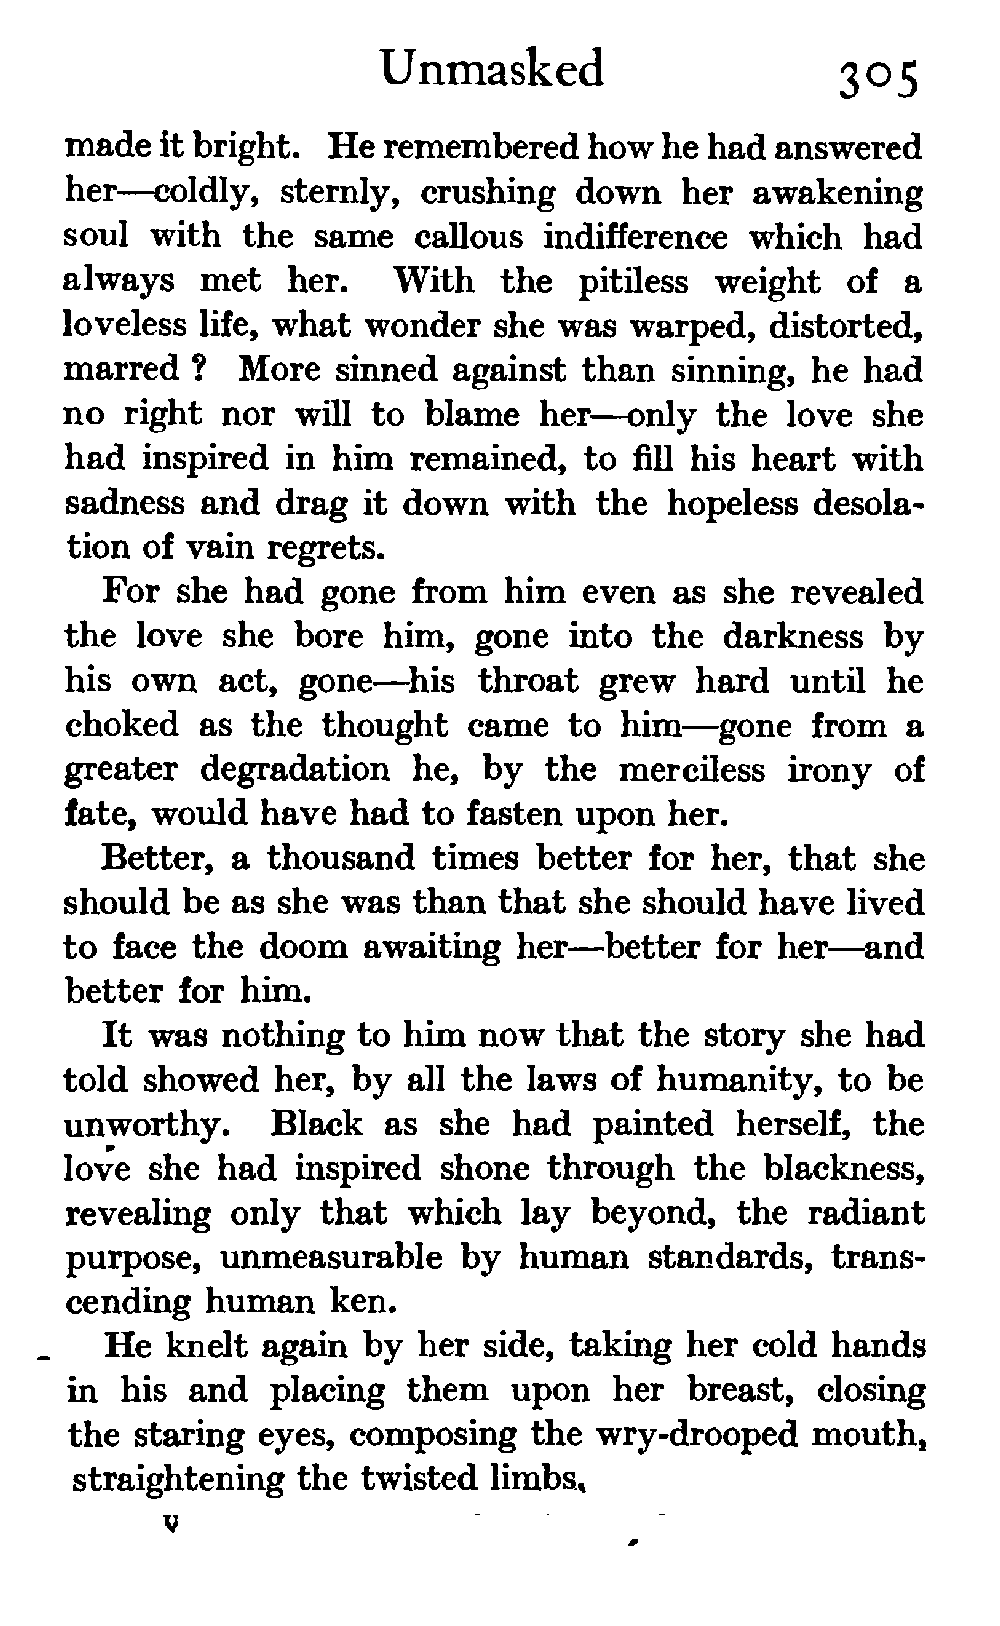 Unmasked 305
made it bright. He remembered how he had answered
her—coldly, sternly, crushing down her awakening
soul with the same callous indifference which had
always met her. With the pitiless weight of a
loveless life, what wonder she was warped, distorted,
marred ? More sinned against than sinning, he had
no right nor will to blame her—only the love she
had inspired in him remained, to fill his heart with
sadness and drag it down with the hopeless desola-
tion of vain regrets.
For she had gone from him even as she revealed
the love she bore him, gone into the darkness by
his own act, gone—his throat grew hard until he
choked as the thought came to him—gone from a
greater degradation he, by the merciless irony of
fate, would have had to fasten upon her.
Better, a thousand times better for her, that she
should be as she was than that she should have lived
to face the doom awaiting her—better for her—and
better for him.
It was nothing to him now that the story she had
told showed her, by all the laws of humanity, to be
unworthy. Black as she had painted herself, the
love she had inspired shone through the blackness,
revealing only that which lay beyond, the radiant
purpose, unmeasurable by human standards, trans-
cending human ken.
He knelt again by her side, taking her cold hands
in his and placing them upon her breast, closing
the staring eyes, composing the wry-drooped mouth,
straightening the twisted limbs.